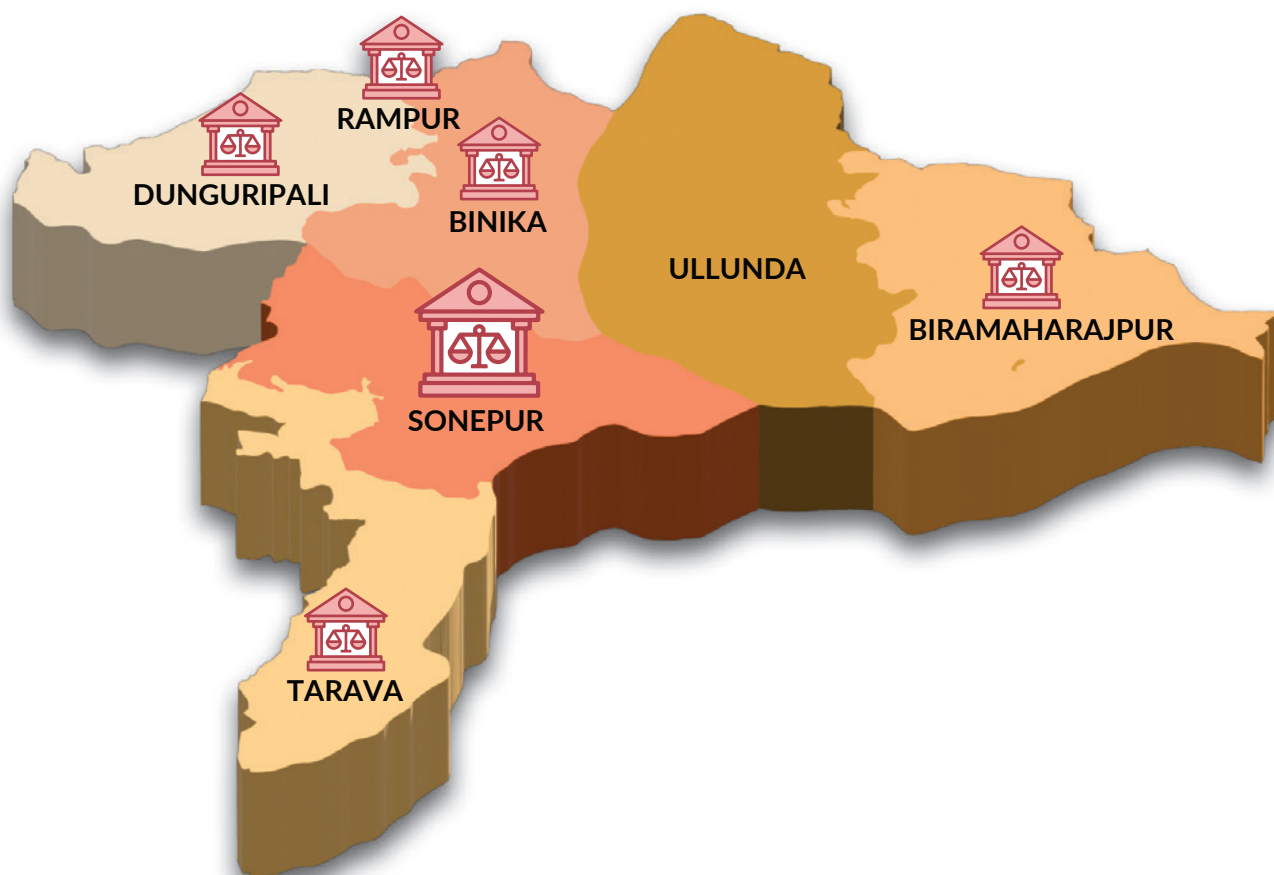 RAMPUR
DUNGURIPALI
BINIKA
ULLUNDA
BIRAMAHARAJPUR
SONEPUR
TARAVA